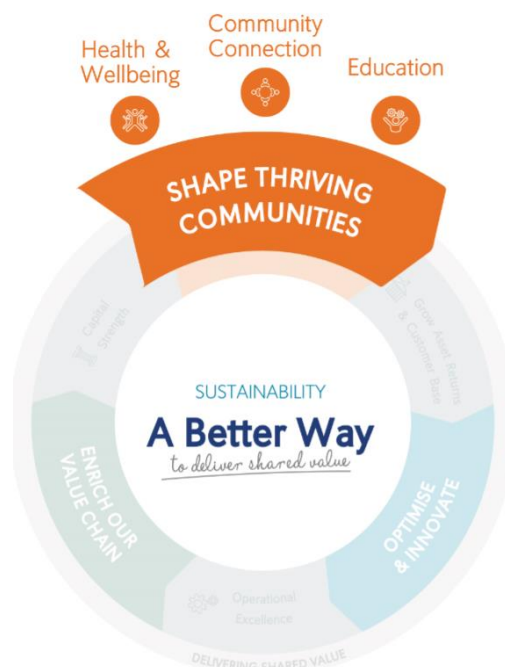 Community
Connection
Health &
Wellbeing
Education
SHAPE THRIVING
COMMUNITIES
Capital
Strength
Grow Asset Returns
& Customer Base
SUSTAINABILITY
A Better Way
to deliver shared value
ENRICH OUR
VALUE CHAIN
OPTIMISE
& INNOVATE
Operational
Excellence
DELIVERING SHARED VALUE